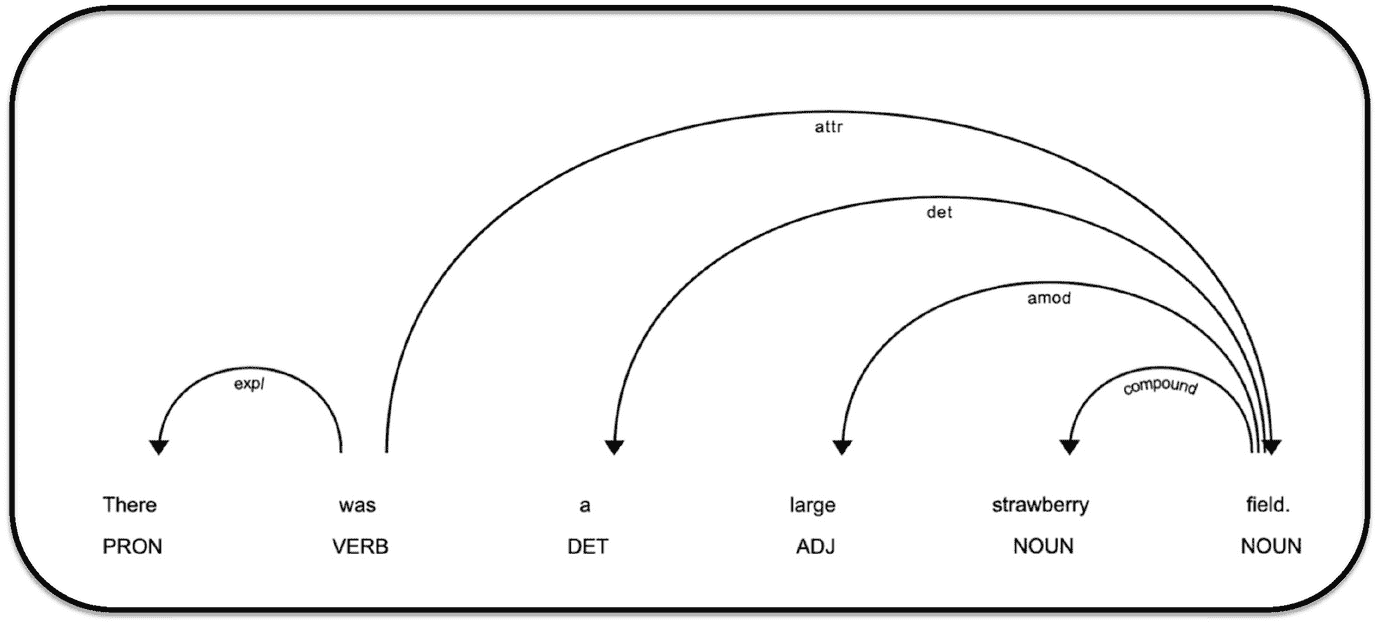 attr
det
amod
expl
compound
There was a large strawberry field.
PRON VERB DET ADJ NOUN NOUN